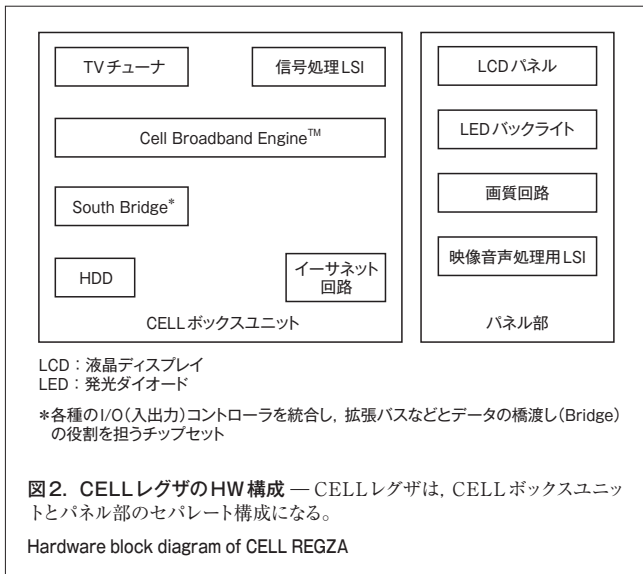 TVチューナ
信号処理LSI
Cell Broadband Engine™
South Bridge*
HDD
イーサネット
回路
CELLボックスユニット
LCDパネル
LEDバックライト
画質回路
映像音声処理用LSI
パネル部
LCD:液晶ディスプレイ
LED:発光ダイオード
*各種のI/O(入出力)コントローラを統合し,拡張バスなどとデータの橋渡し(Bridge)
の役割を担うチップセット
図2.CELLレグザのHW構成 — CELLレグザは,CELLボックスユニッ
トとパネル部のセパレート構成になる。
Hardware block diagram of CELL REGZA